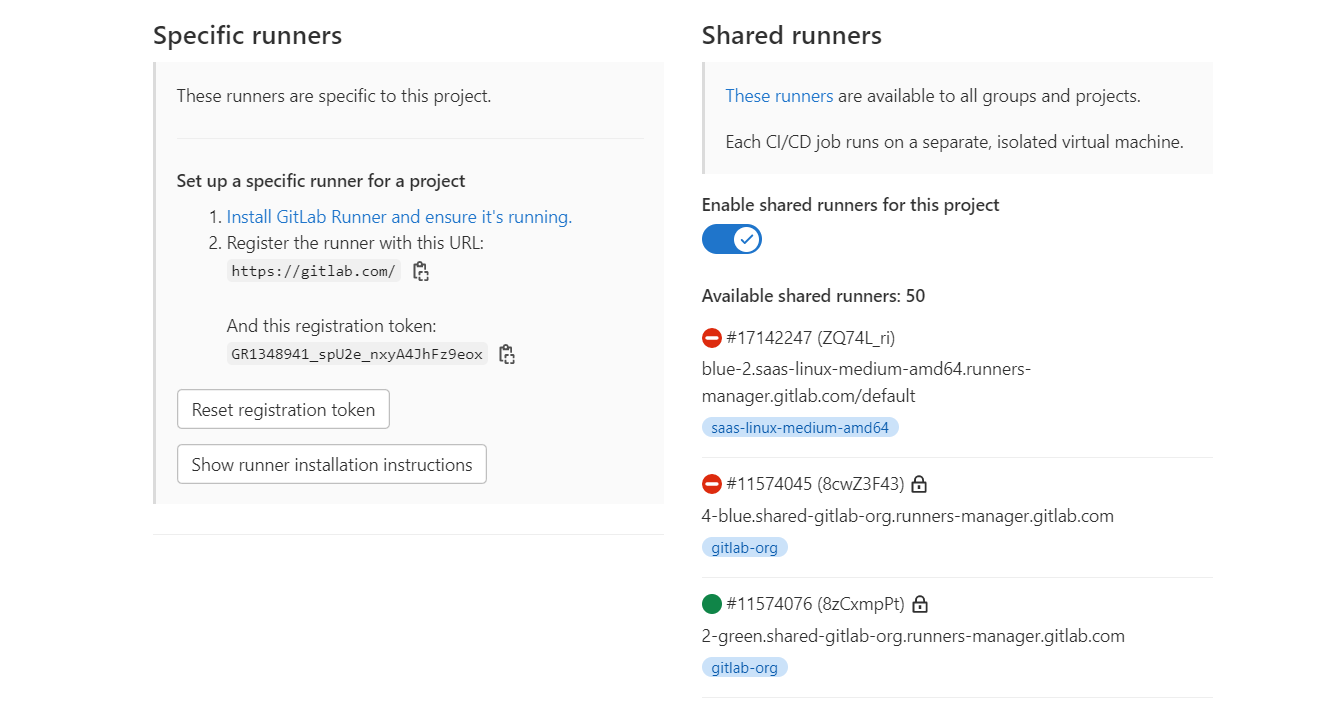 Specific runners
These runners are specific to this project.
Set up a specific runner for a project
1. Install GitLab Runner and ensure it's running.
2. Register the runner with this URL:
https://gitlab.com/
And this registration token:
GR1348941_spU2e_nxyA4JhFz9eox
Reset registration token
Show runner installation instructions
Shared runners
These runners are available to all groups and projects.
Each CI/CD job runs on a separate, isolated virtual machine.
Enable shared runners for this project
Available shared runners: 50
#17142247 (ZQ74L_ri)
blue-2.saas-linux-medium-amd64.runners-
manager.gitlab.com/default
saas-linux-medium-amd64
#11574045 (8cwZ3F43)
4-blue.shared-gitlab-org.runners-manager.gitlab.com
gitlab-org
#11574076 (8zCxmpPt)
2-green.shared-gitlab-org.runners-manager.gitlab.com
gitlab-org